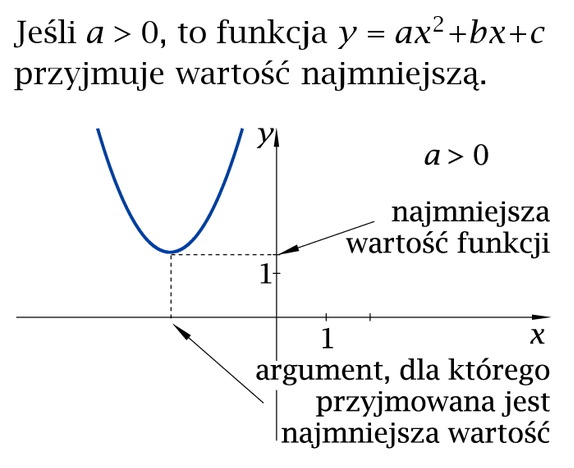 Jeśli a > 0, to funkcja y = ax²+bx+c
przyjmuje wartość najmniejszą.
y
a > 0
najmniejsza
wartość funkcji
1
1
x
argument, dla którego
przyjmowana jest
najmniejsza wartość